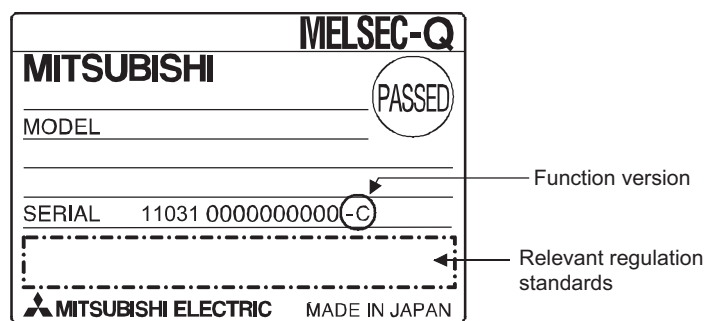 MELSEC-Q
MITSUBISHI
PASSED
MODEL
Function version
SERIAL 11031 0000000000 -C
Relevant regulation
standards
MITSUBISHI ELECTRIC MADE IN JAPAN